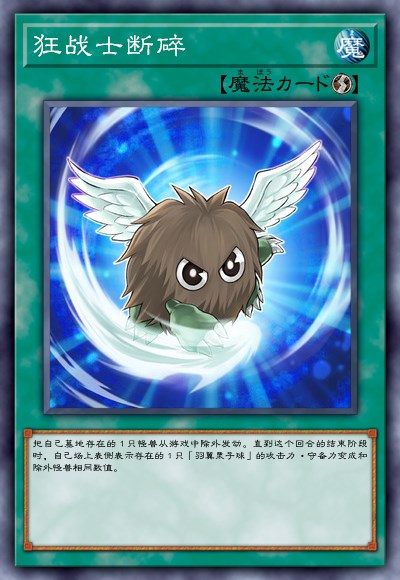 狂战士断碎
魔
【魔法カード】
まほう
把自己墓地存在的1只怪兽从游戏中除外发动。直到这个回合的结束阶段
时，自己场上表侧表示存在的1只「羽翼栗子球」的攻击力·守备力变成和
除外怪兽相同数值。